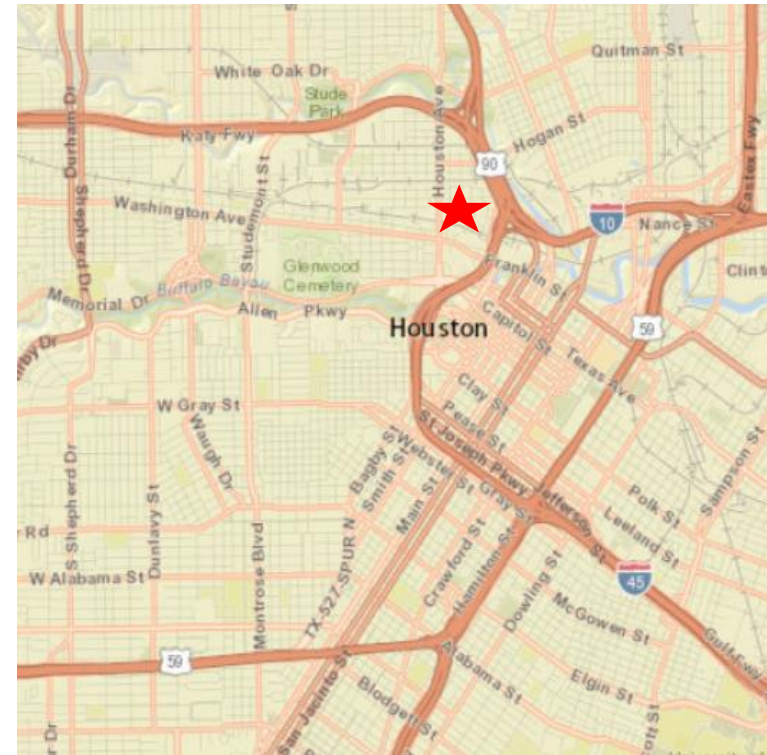 Quitman St
White Oak Dr
Stude
Park
Houston Ave
Hogan St
Katy Fwy
Durham Dr
Shepherd Dr
Eastex Fwy
90
10
Washington Ave
Studemont St
Nance St
Glenwood
Cemetery
Franklin St
Clint
Memorial Dr
Buffalo Bayou
Allen Pkwy
Houston
Capitol St
59
Texas Ave
Clay St
W Gray St
Pease St
St Joseph Pkwy
Jefferson St
Waugh Dr
Bagby St
Smith St
Webster St
Gray St
Main St
Sampson St
Polk St
Leeland St
S Shepherd Dr
Dunlavy St
Rd
W Alabama St
Montrose Blvd
TX-527-SPUR N
Crawford St
Hamilton St
Dowling St
45
McGowen St
Gulf Fwy
59
Alabama St
Elgin St
San Jacinto St
Blodgett St